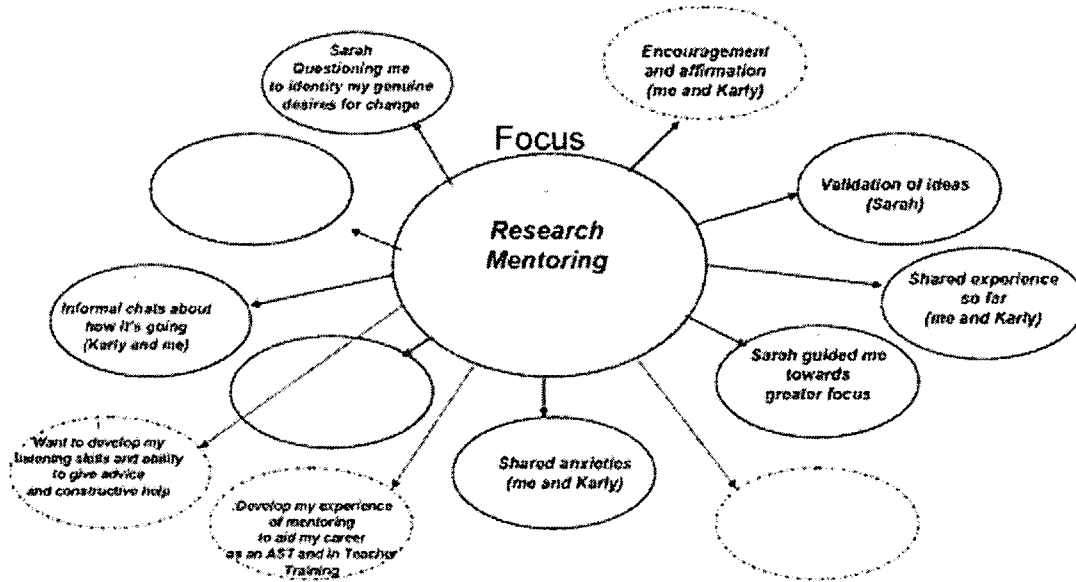 Sarah
Questioning me
to identity my genuine
desires for change
Encouragement
and affirmation
(me and Karly)
Focus
Research
Mentoring
Validation of ideas
(Sarah)
Informal chats about
how it's going
(Karly and me)
Shared experience
so far
(me and Karly)
Sarah guided me
towards
greater focus
Want to develop my
listening skills and ability
to give advice
and constructive help
Shared anxieties
(me and Karly)
Develop my experience
of mentoring
to aid my career
as an AST and in Teacher
Training